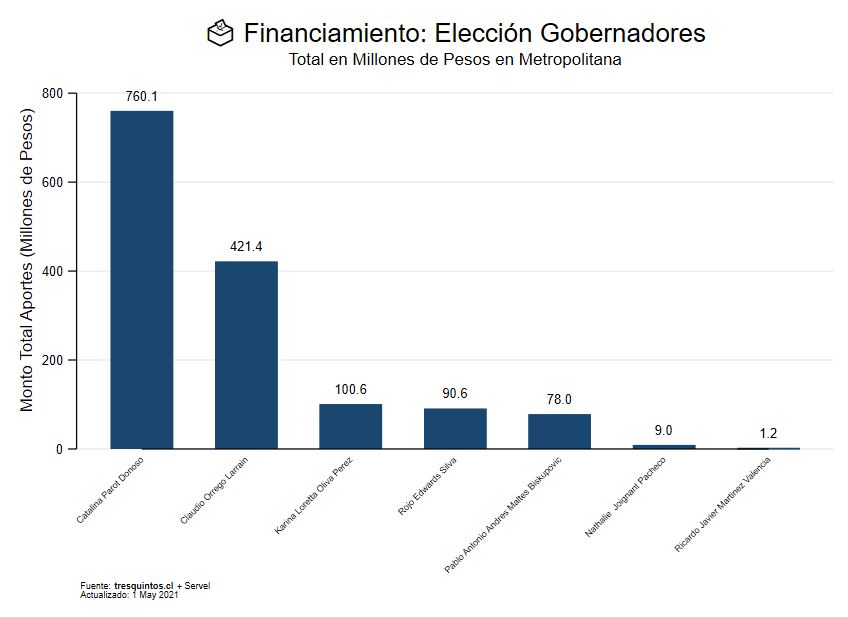 Financiamiento: Elección Gobernadores
Total en Millones de Pesos en Metropolitana
Monto Total Aportes (Millones de Pesos)
800
600
400
200
0
760.1
421.4
100.6
90.6
78.0
9.0
1.2
Catalina Parot Donoso
Claudio Orrego Larrain
Karina Loretta Oliva Perez
Rojo Edwards Silva
Pablo Antonio Andres Maltes Biskupovic
Nathalie Joignant Pacheco
Ricardo Javier Martinez Valencia
Fuente: tresquintos.cl + Servel
Actualizado: 1 May 2021